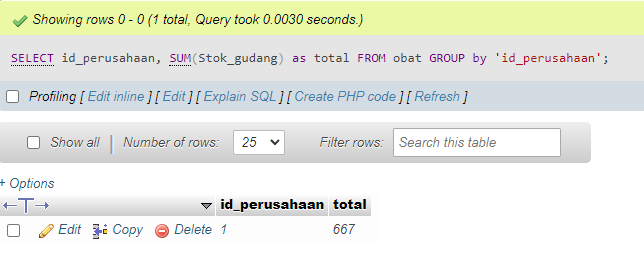 Showing rows 0 - 0 (1 total, Query took 0.0030 seconds.)
SELECT id_perusahaan, SUM(Stok_gudang) as total FROM obat GROUP by 'id_perusahaan';
Profiling [ Edit inline ] [ Edit ] [ Explain SQL ] [ Create PHP code ] [ Refresh ]
Show all | Number of rows: 25 Filter rows: Search this table
+ Options
←T→ id_perusahaan total
Edit Copy Delete 1 667